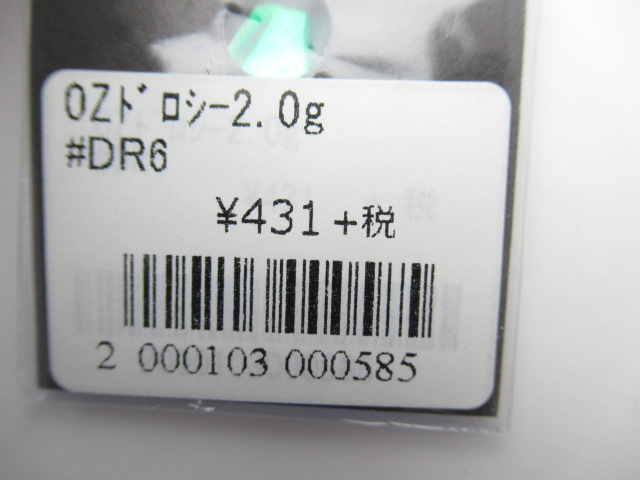 OZﾄﾞﾛｼｰ2.0g
#DR6
¥431+税
2 000103 000585